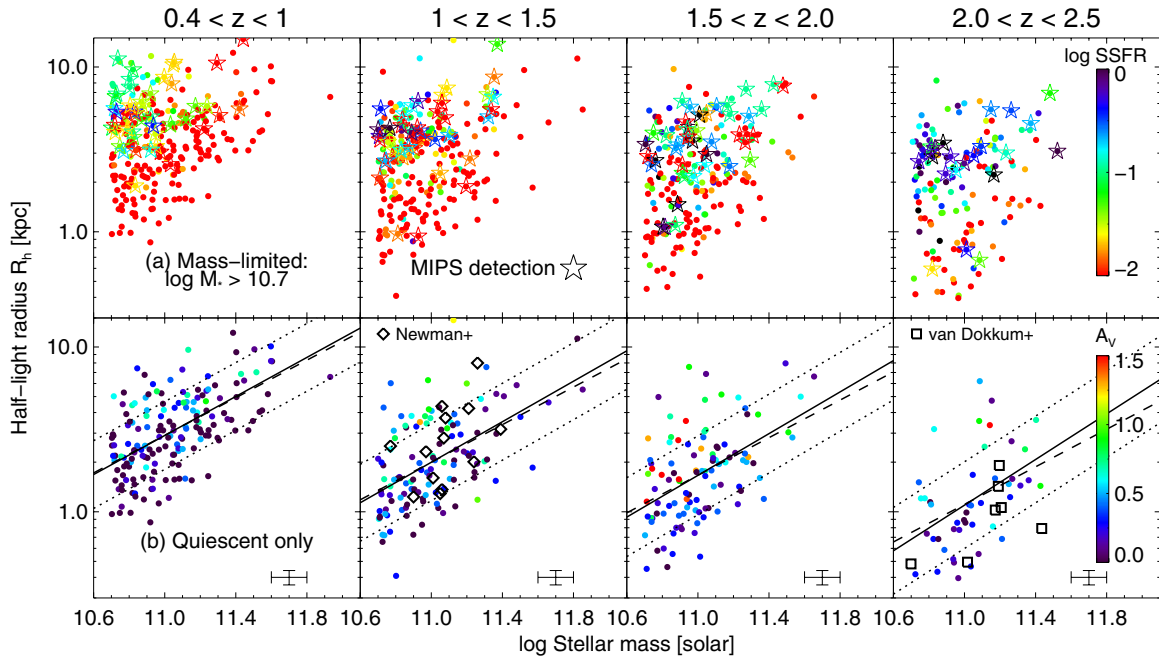 0.4 < z < 1
1 < z < 1.5
1.5 < z < 2.0
2.0 < z < 2.5
Half−light radius R_h [kpc]
10.0
1.0
(a) Mass−limited:
log M_* > 10.7
MIPS detection
log SSFR
0
−1
−2
10.0
1.0
(b) Quiescent only
Newman+
van Dokkum+
A_V
1.5
1.0
0.5
0.0
10.6 11.0 11.4 11.8
10.6 11.0 11.4 11.8
10.6 11.0 11.4 11.8
10.6 11.0 11.4 11.8
log Stellar mass [solar]